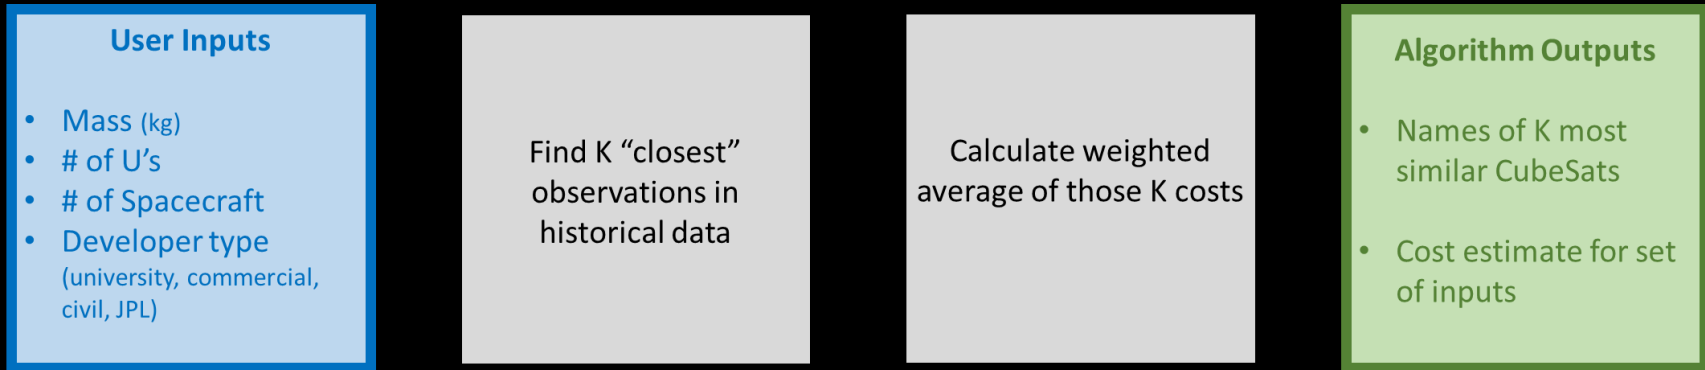 User Inputs
• Mass (kg)
• # of U’s
• # of Spacecraft
• Developer type
(university, commercial,
civil, JPL)
Find K “closest”
observations in
historical data
Calculate weighted
average of those K costs
Algorithm Outputs
• Names of K most
similar CubeSats
• Cost estimate for set
of inputs